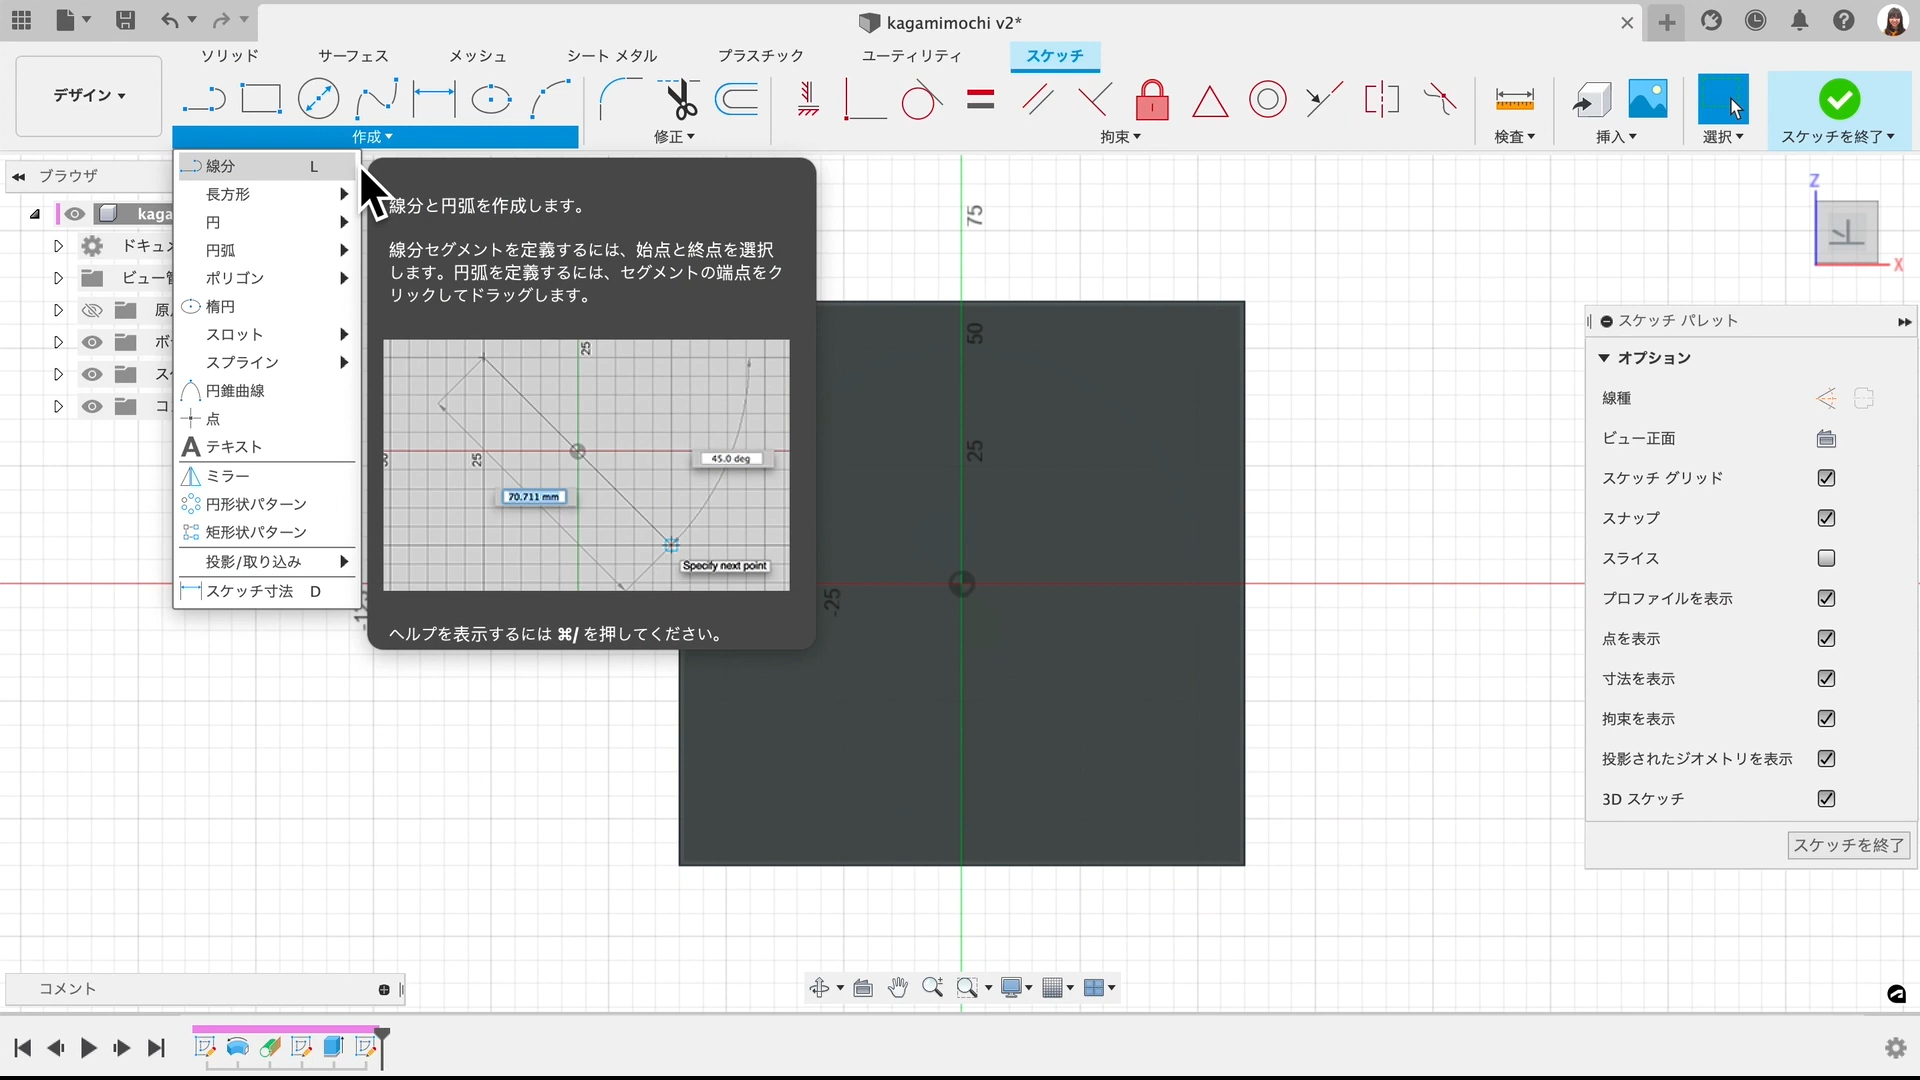 kagamimochi v2*
ソリッド
サーフェス
メッシュ
シート メタル
プラスチック
ユーティリティ
スケッチ
デザイン
作成
修正
拘束
検査
挿入
選択
スケッチを終了
ブラウザ
kaga
ドキュメ
ビュー管
原
ボ
ス
コ
線分 L
長方形
円
円弧
ポリゴン
楕円
スロット
スプライン
円錐曲線
点
A テキスト
ミラー
円形状パターン
矩形状パターン
投影/取り込み
スケッチ寸法 D
線分と円弧を作成します。
線分セグメントを定義するには、始点と終点を選択
します。円弧を定義するには、セグメントの端点をク
リックしてドラッグします。
25
25
45.0 deg
70.711 mm
Specify next point
ヘルプを表示するには ⌘/ を押してください。
75
50
25
-25
Z
上
X
スケッチ パレット
オプション
線種
ビュー正面
スケッチ グリッド
スナップ
スライス
プロファイルを表示
点を表示
寸法を表示
拘束を表示
投影されたジオメトリを表示
3D スケッチ
スケッチを終了
コメント